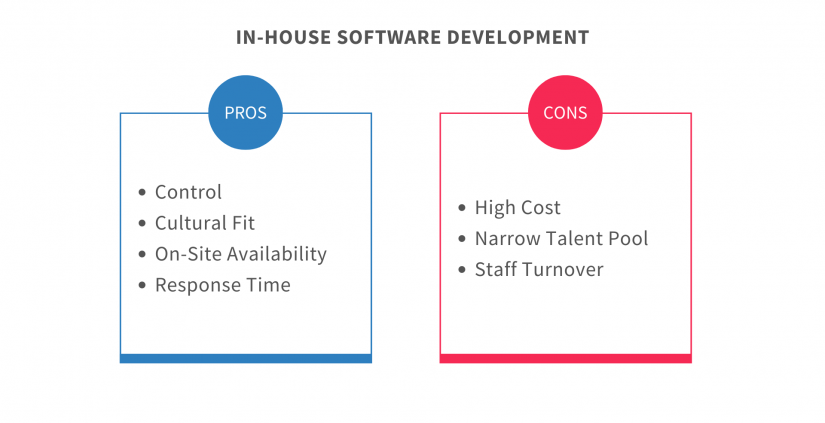 IN-HOUSE SOFTWARE DEVELOPMENT
PROS
• Control
• Cultural Fit
• On-Site Availability
• Response Time
CONS
• High Cost
• Narrow Talent Pool
• Staff Turnover